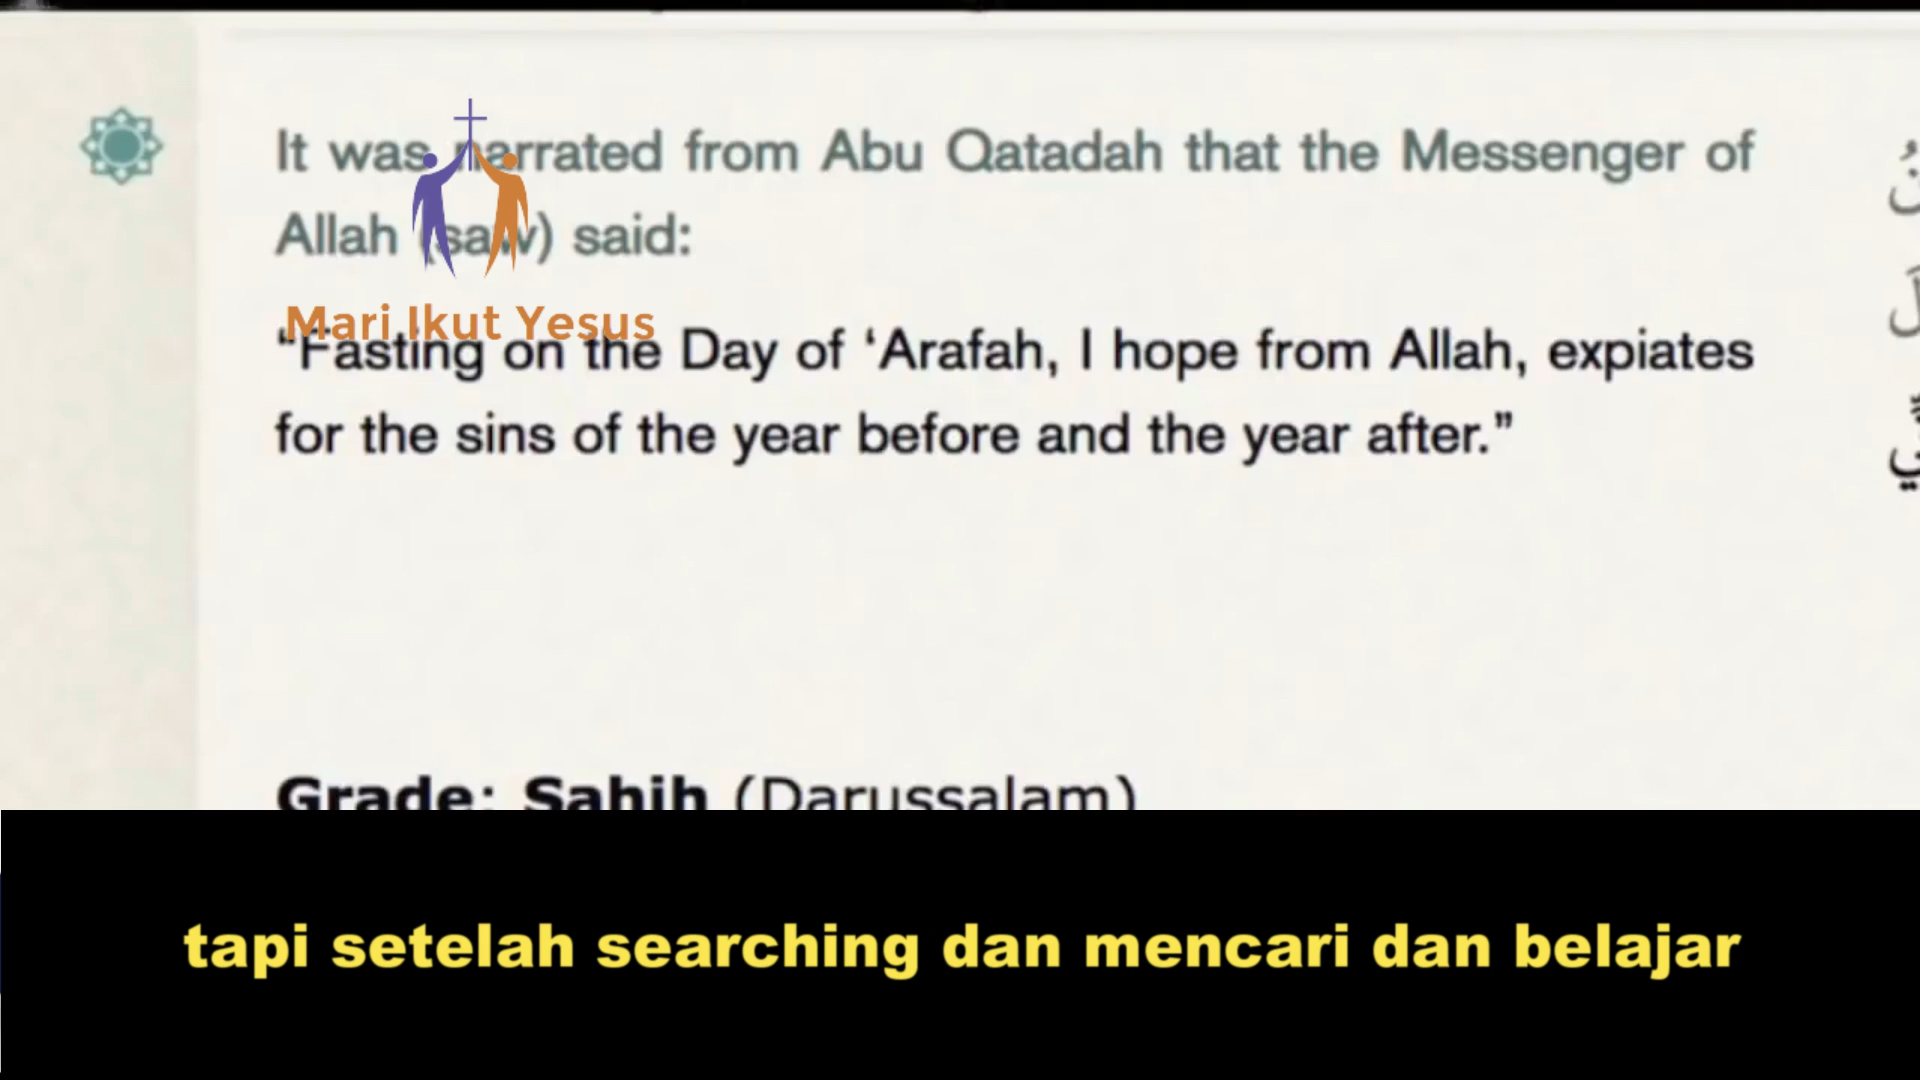 It was narrated from Abu Qatadah that the Messenger of
Allah (saw) said:
Mari Ikut Yesus
“Fasting on the Day of ‘Arafah, I hope from Allah, expiates
for the sins of the year before and the year after.”
Grade: Sahih (Darussalam)
tapi setelah searching dan mencari dan belajar